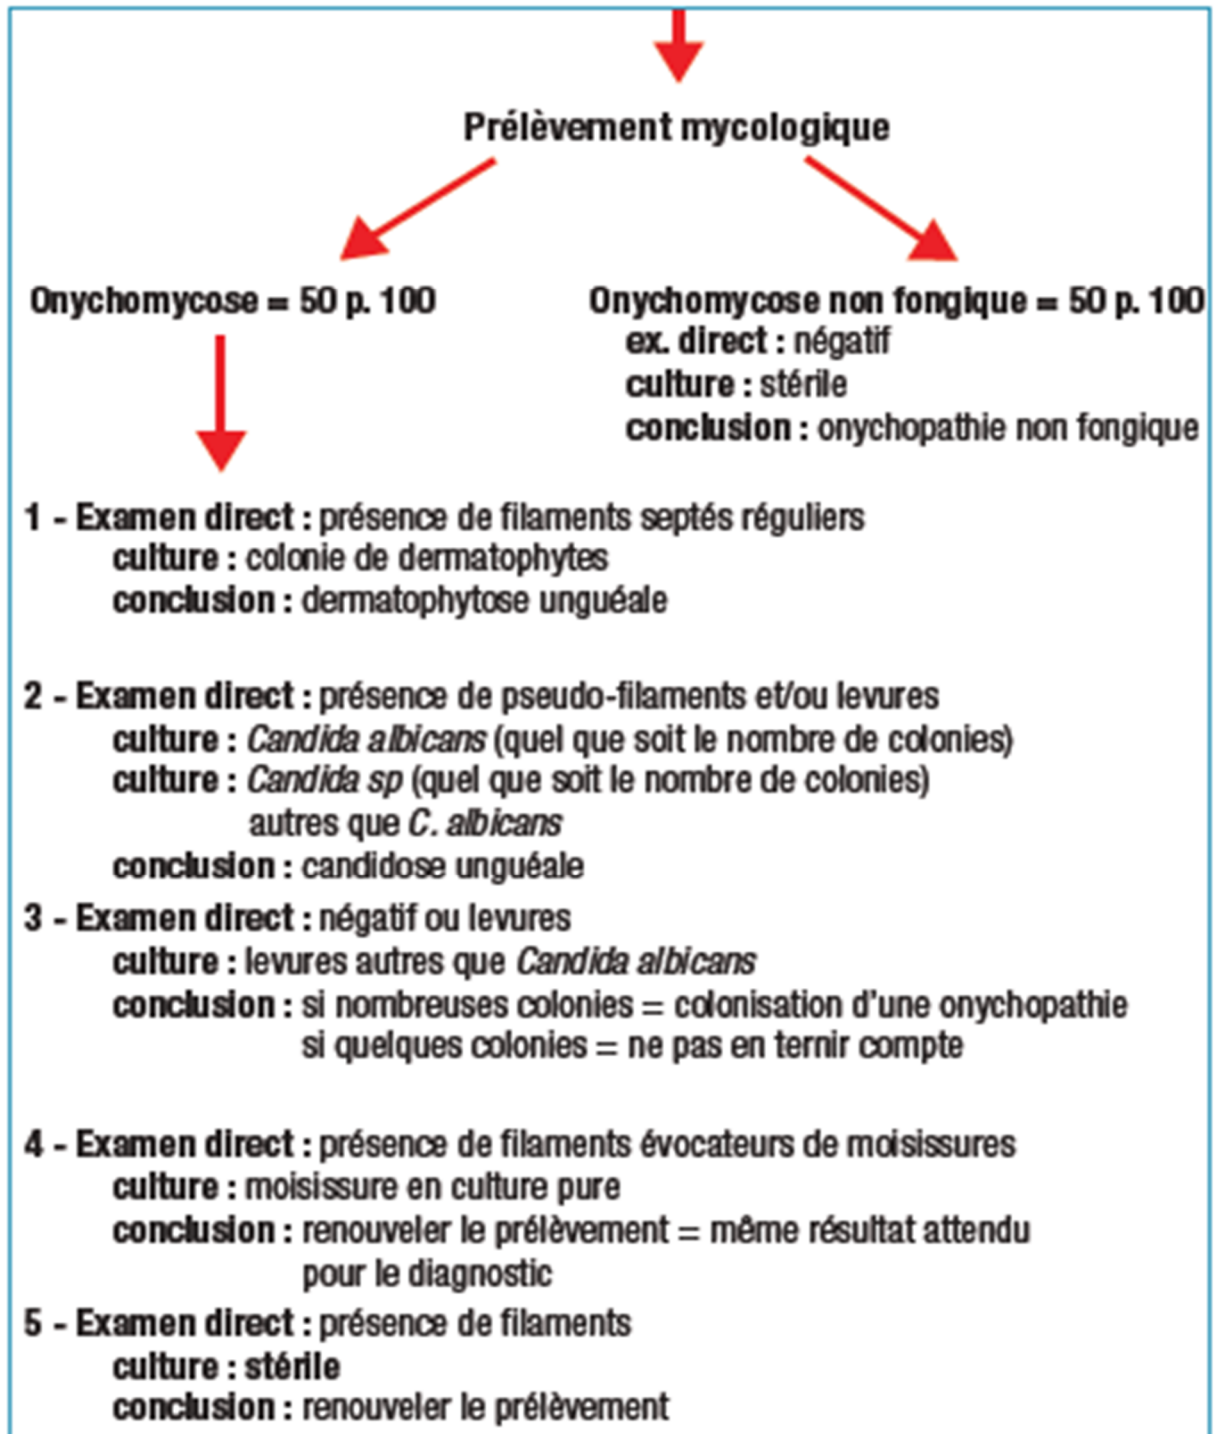 Prélèvement mycologique
Onychomycose = 50 p. 100
Onychomycose non fongique = 50 p. 100
ex. direct : négatif
culture : stérile
conclusion : onychopathie non fongique
1 - Examen direct : présence de filaments septés réguliers
culture : colonie de dermatophytes
conclusion : dermatophytose unguéale
2 - Examen direct : présence de pseudo-filaments et/ou levures
culture : Candida albicans (quel que soit le nombre de colonies)
culture : Candida sp (quel que soit le nombre de colonies)
autres que C. albicans
conclusion : candidose unguéale
3 - Examen direct : négatif ou levures
culture : levures autres que Candida albicans
conclusion : si nombreuses colonies = colonisation d'une onychopathie
si quelques colonies = ne pas en ternir compte
4 - Examen direct : présence de filaments évocateurs de moisissures
culture : moisissure en culture pure
conclusion : renouveler le prélèvement = même résultat attendu
pour le diagnostic
5 - Examen direct : présence de filaments
culture : stérile
conclusion : renouveler le prélèvement